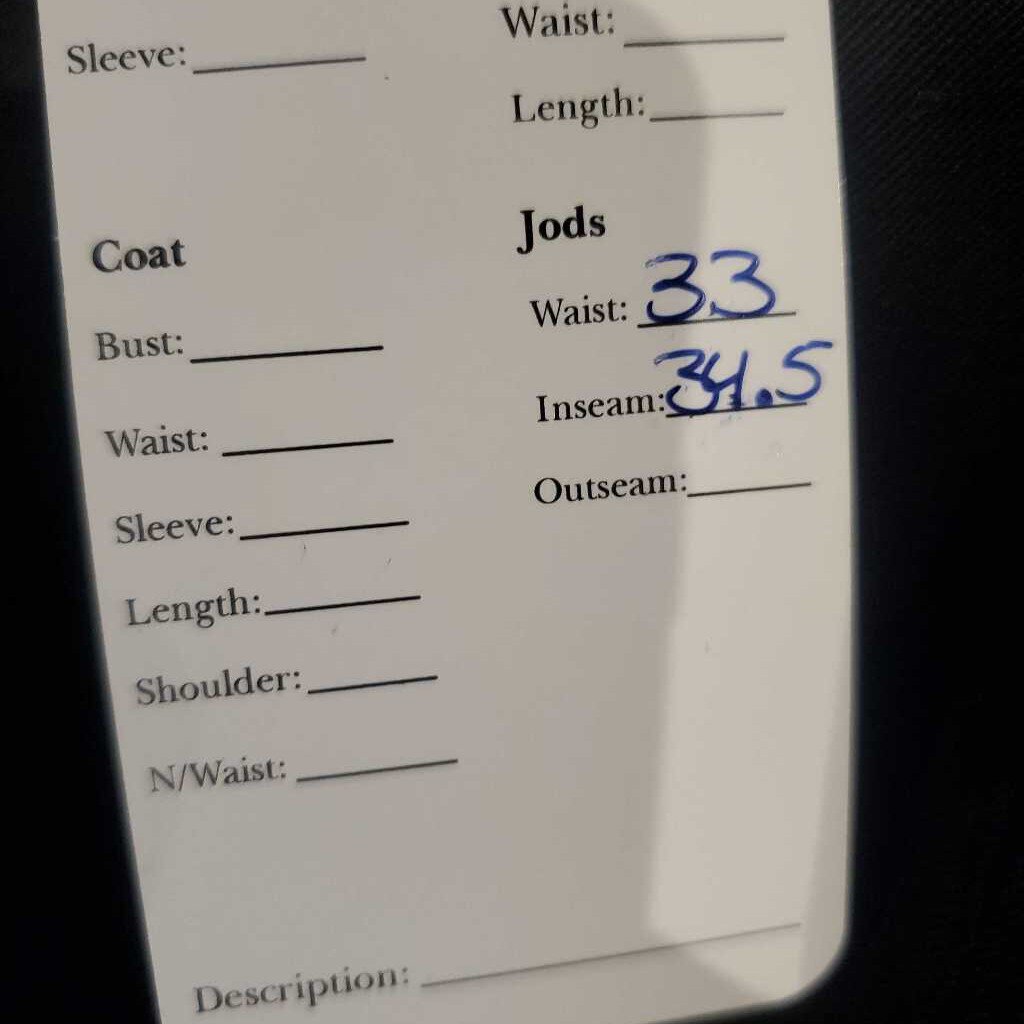 Sleeve:
Waist:
Length:
Coat
Bust:
Waist:
Sleeve:
Length:
Shoulder:
N/Waist:
Jods
Waist: 33
Inseam: 34.5
Outseam:
Description: